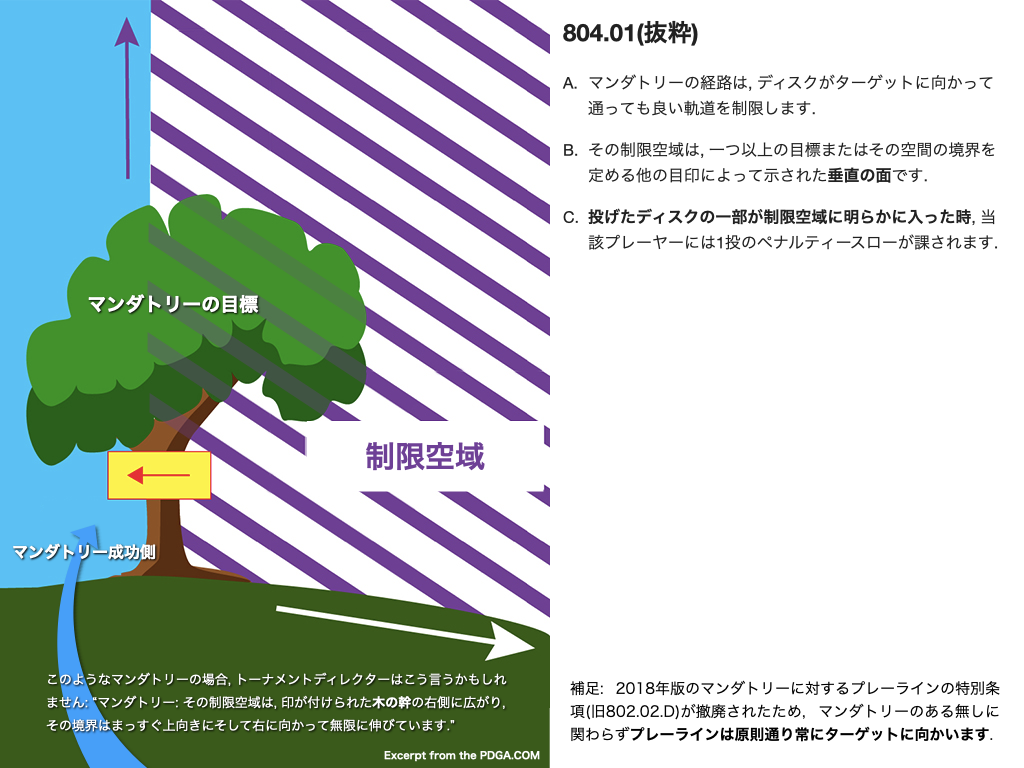 804.01(抜粋)
A. マンダトリーの経路は, ディスクがターゲットに向かって
通っても良い軌道を制限します.
B. その制限空域は, 一つ以上の目標またはその空間の境界を
定める他の目印によって示された垂直の面です.
C. 投げたディスクの一部が制限空域に明らかに入った時, 当
該プレーヤーには1投のペナルティースローが課されます.
マンダトリーの目標
制限空域
マンダトリー成功側
このようなマンダトリーの場合, トーナメントディレクターはこう言うかもしれ
ません: “マンダトリー: その制限空域は, 印が付けられた木の幹の右側に広がり,
その境界はまっすぐ上向きにそして右に向かって無限に伸びています.”
Excerpt from the PDGA.COM
補足: 2018年版のマンダトリーに対するプレーラインの特別条
項(旧802.02.D)が撤廃されたため, マンダトリーのある無しに
関わらずプレーラインは原則通り常にターゲットに向かいます.